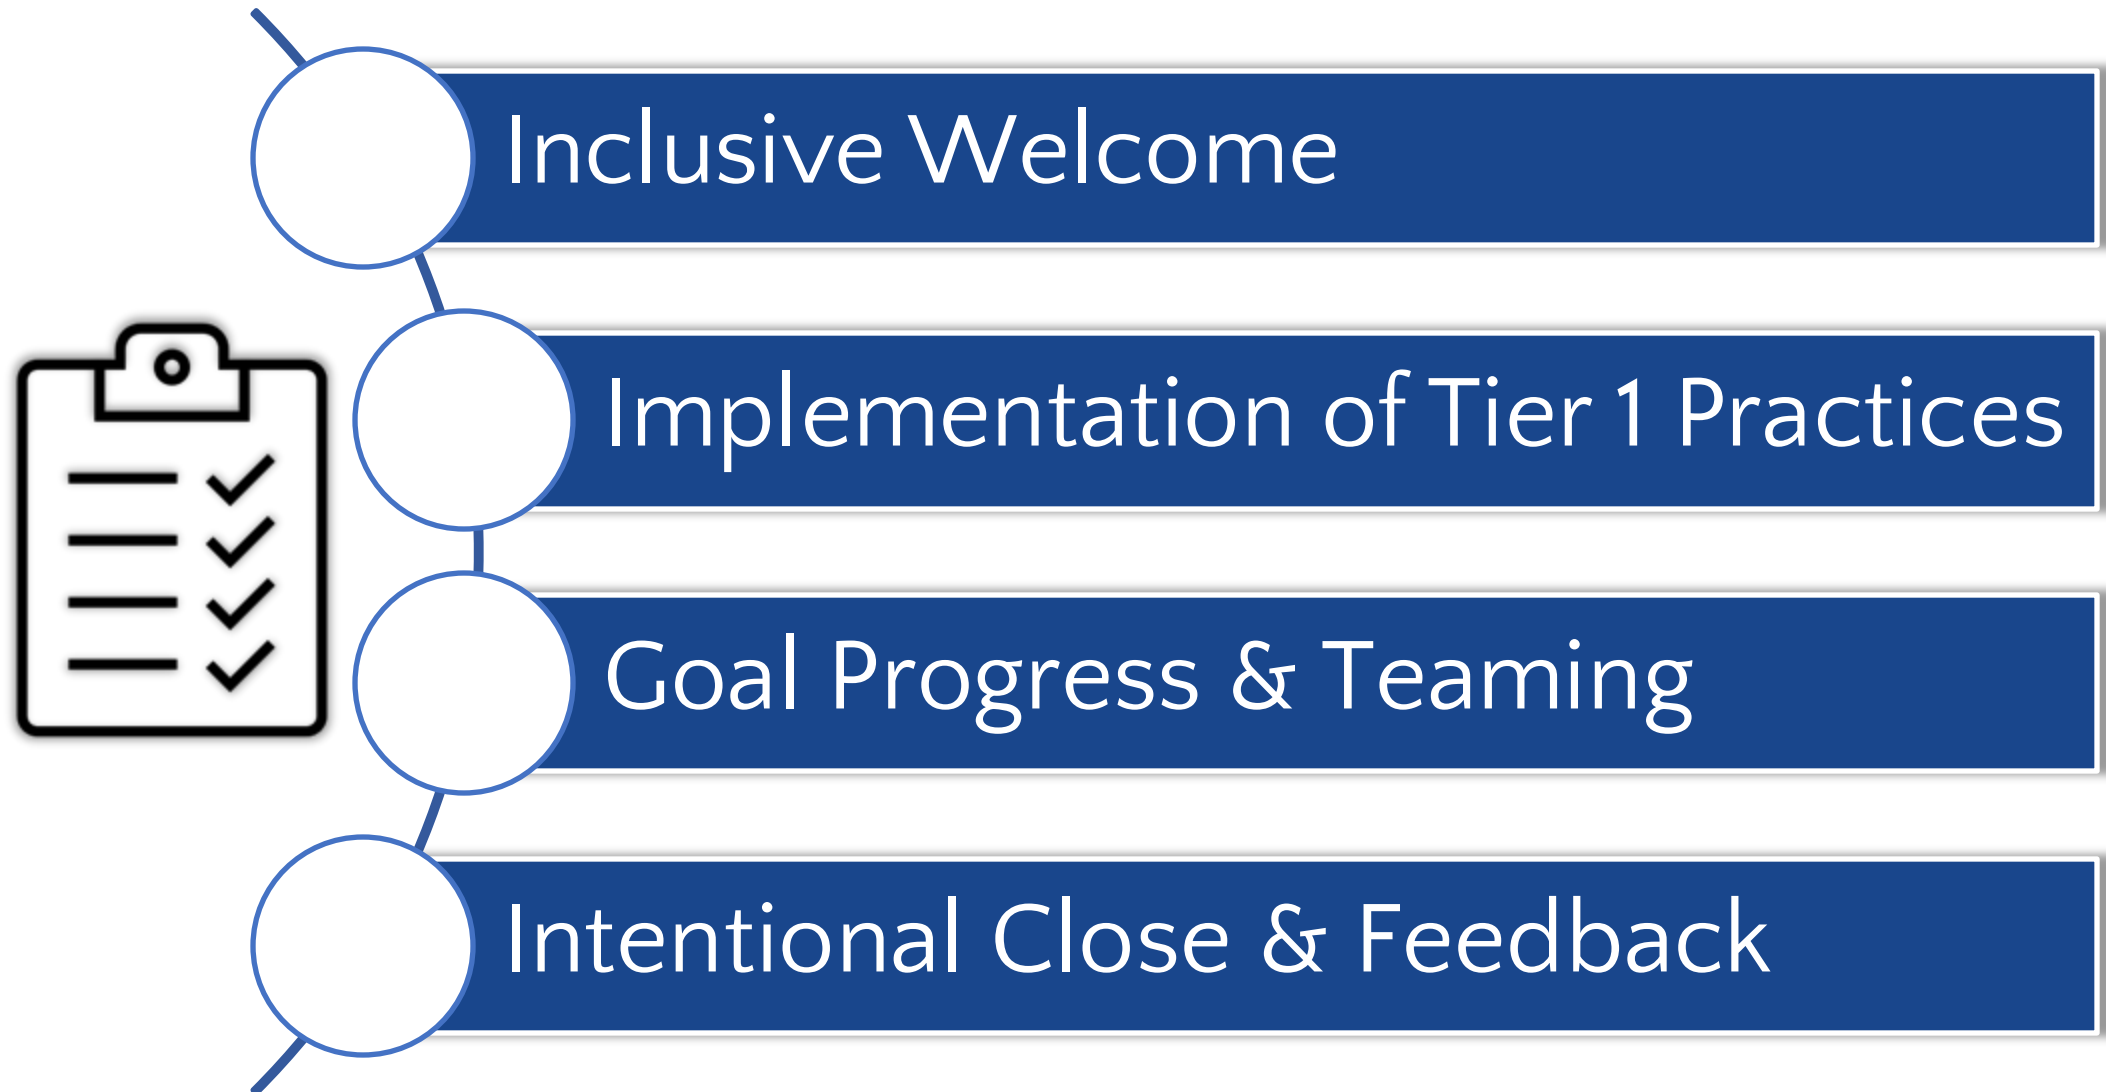 Inclusive Welcome
Implementation of Tier 1 Practices
Goal Progress & Teaming
Intentional Close & Feedback